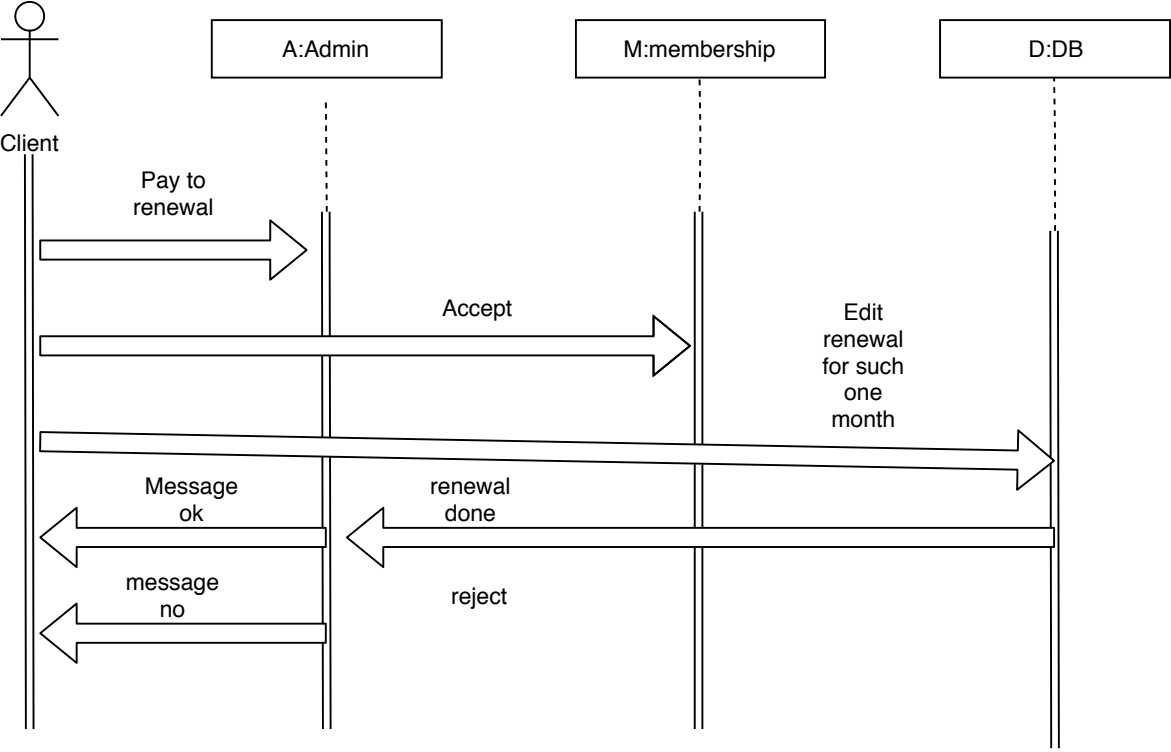 A:Admin
M:membership
D:DB
Client
Pay to
renewal
Accept
Edit
renewal
for such
one
month
Message
ok
renewal
done
message
no
reject